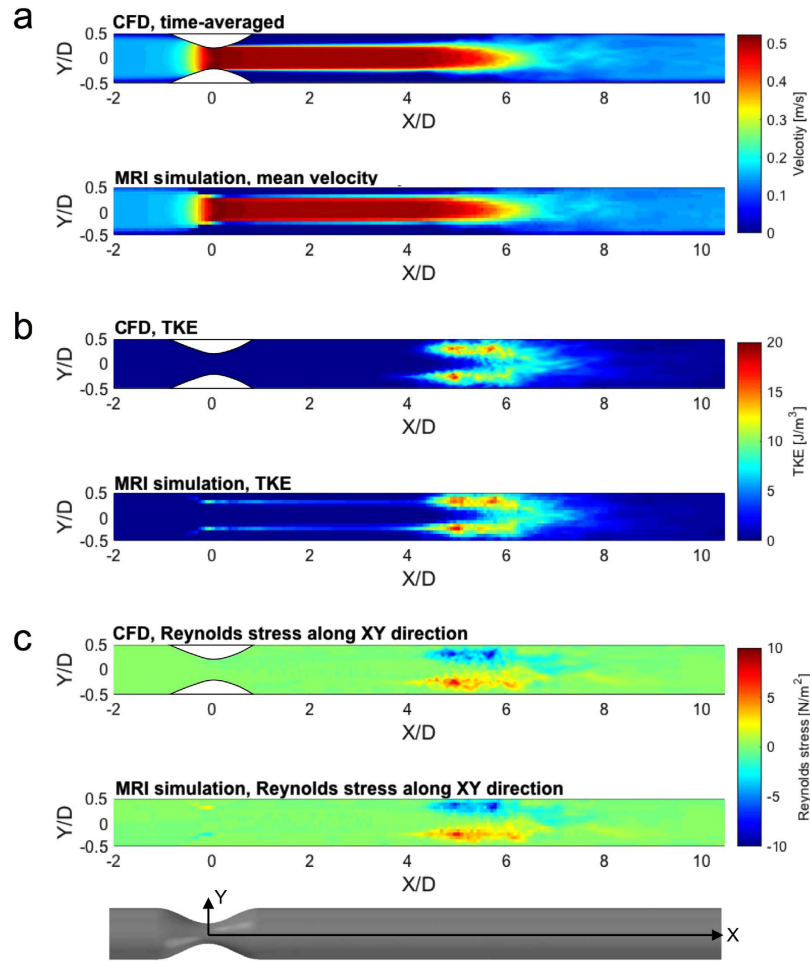 a
CFD, time-averaged
Y/D
0.5
0
-0.5
-2 0 2 4 6 8 10
X/D
MRI simulation, mean velocity
Y/D
0.5
0
-0.5
-2 0 2 4 6 8 10
X/D
0.5
0.4
0.3
0.2
0.1
0
Velcotiy [m/s]
b
CFD, TKE
Y/D
0.5
0
-0.5
-2 0 2 4 6 8 10
X/D
MRI simulation, TKE
Y/D
0.5
0
-0.5
-2 0 2 4 6 8 10
X/D
20
15
10
5
0
TKE [J/m³]
c
CFD, Reynolds stress along XY direction
Y/D
0.5
0
-0.5
-2 0 2 4 6 8 10
X/D
MRI simulation, Reynolds stress along XY direction
Y/D
0.5
0
-0.5
-2 0 2 4 6 8 10
X/D
10
5
0
-5
-10
Reynolds stress [N/m²]
Y
X